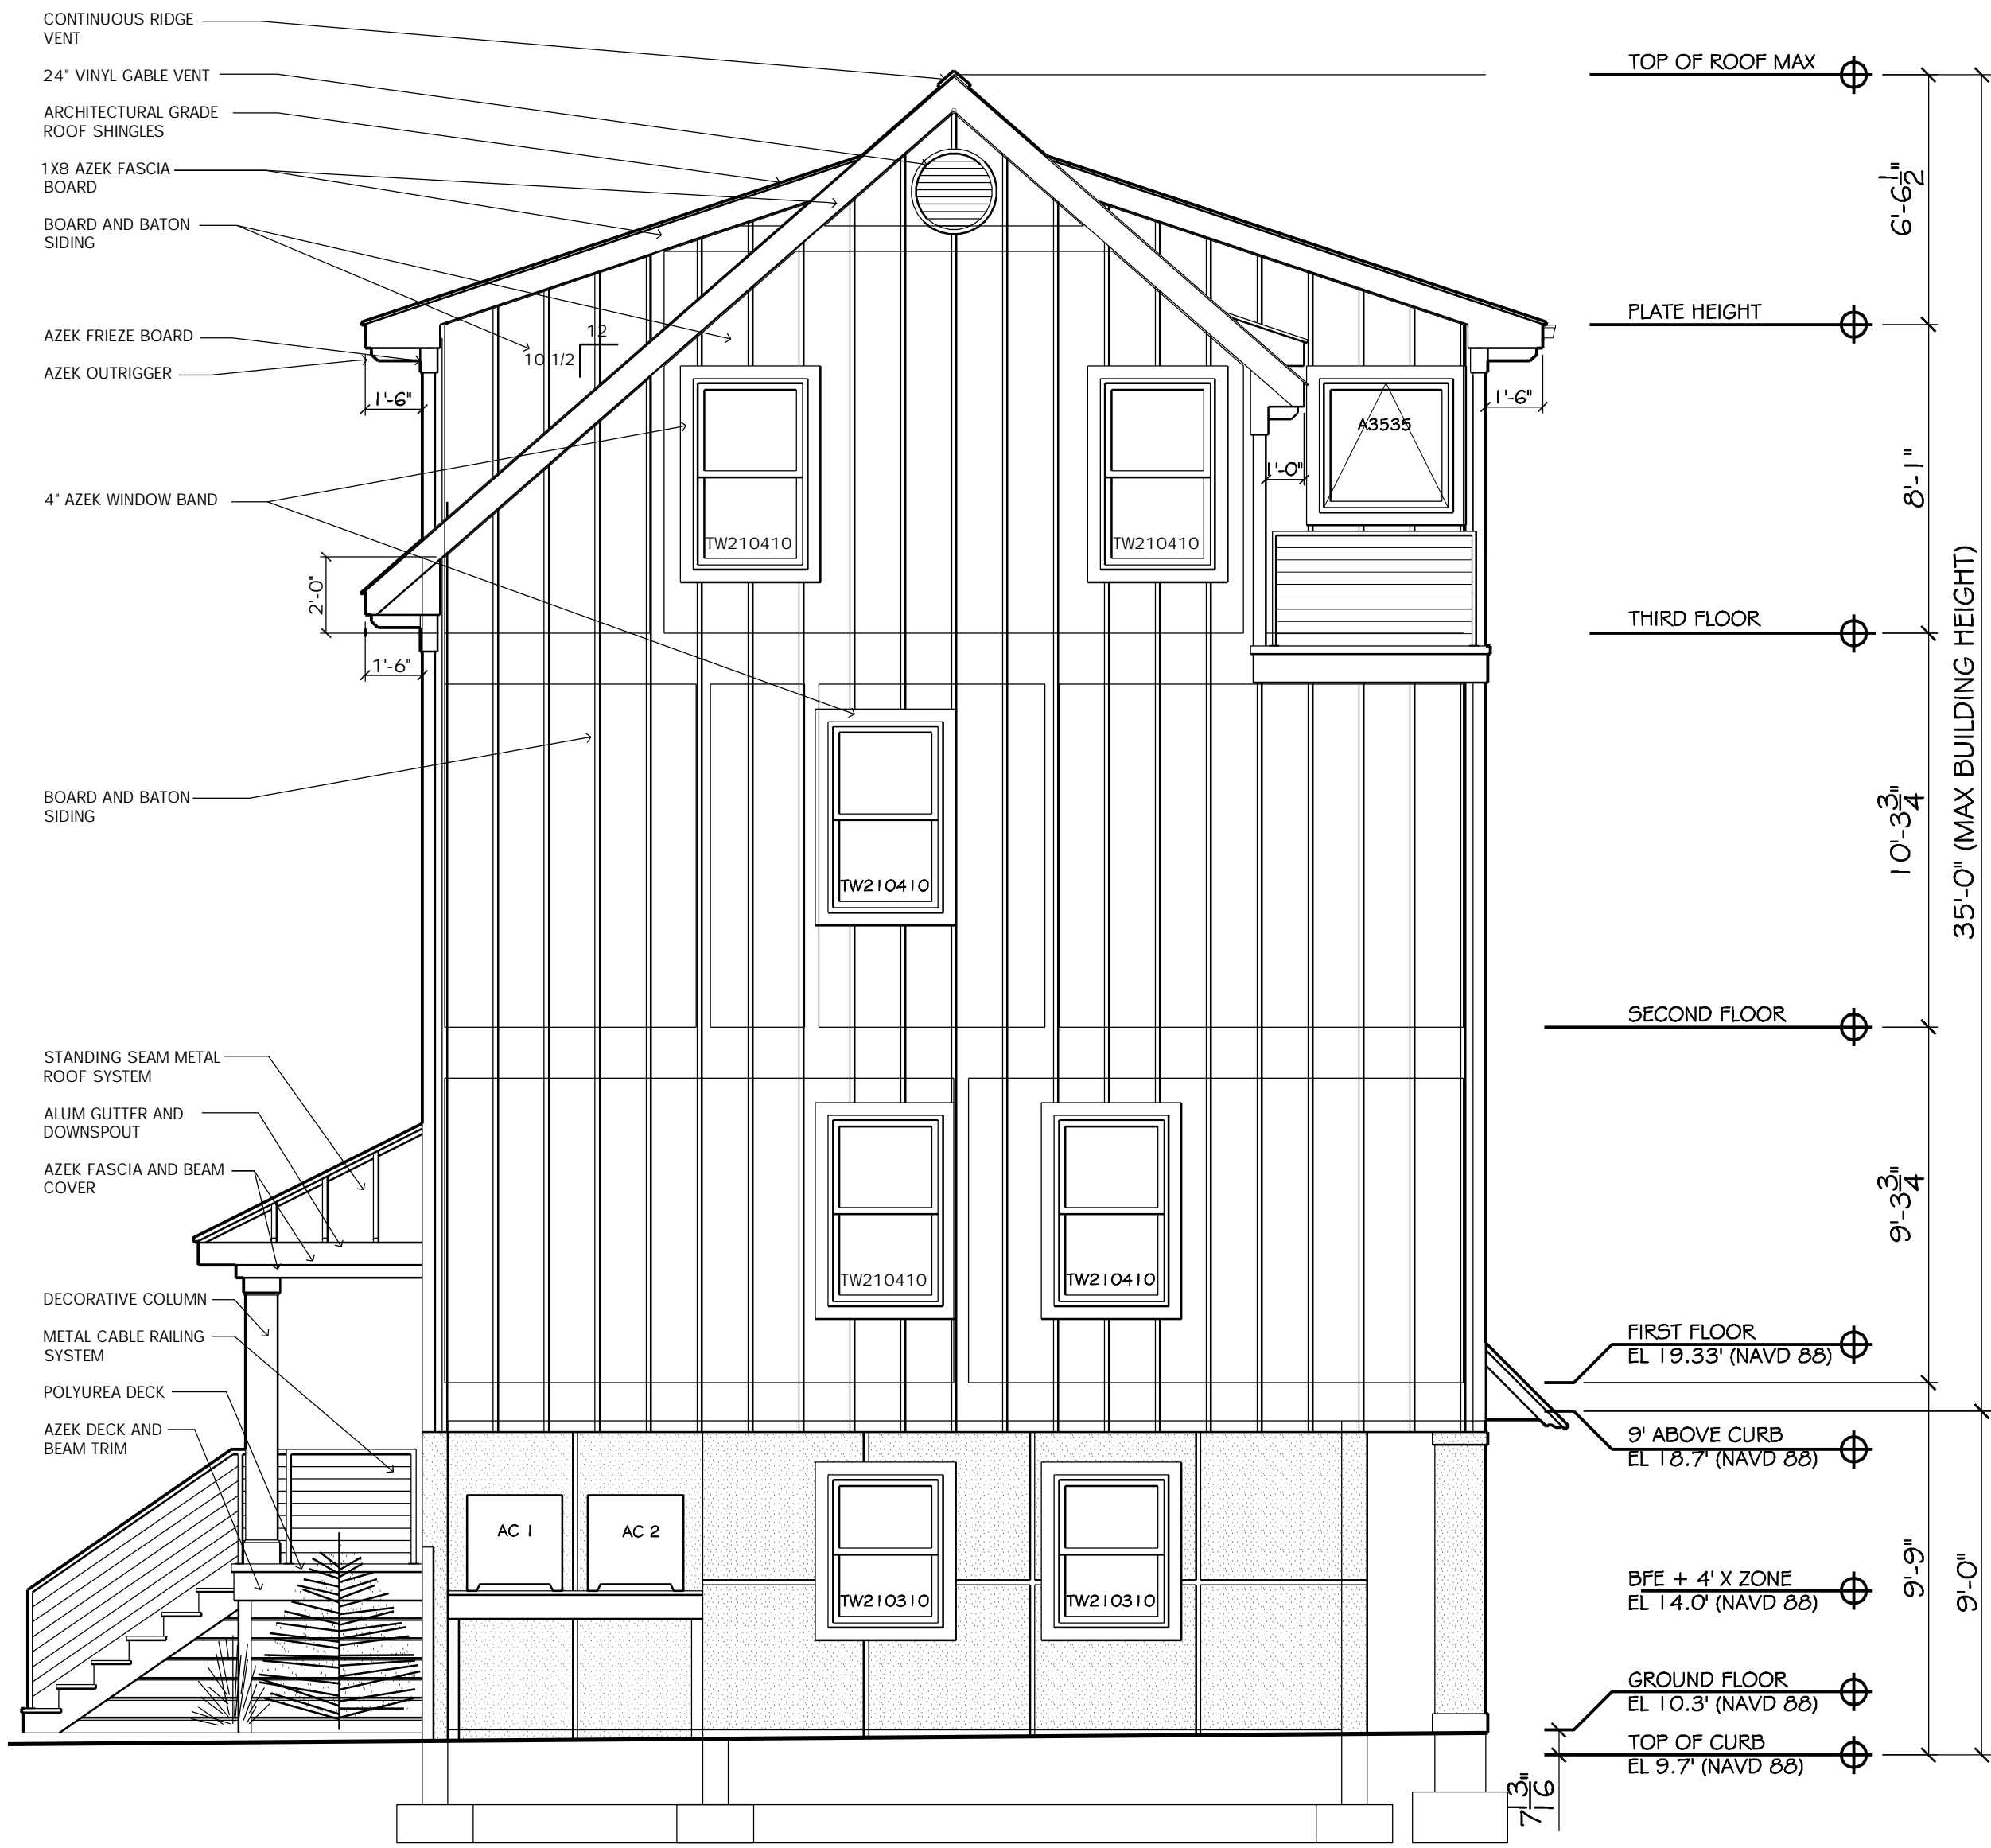 CONTINUOUS RIDGE
VENT
24" VINYL GABLE VENT
ARCHITECTURAL GRADE
ROOF SHINGLES
1X8 AZEK FASCIA
BOARD
BOARD AND BATON
SIDING
AZEK FRIEZE BOARD
AZEK OUTRIGGER
4" AZEK WINDOW BAND
BOARD AND BATON
SIDING
STANDING SEAM METAL
ROOF SYSTEM
ALUM GUTTER AND
DOWNSPOUT
AZEK FASCIA AND BEAM
COVER
DECORATIVE COLUMN
METAL CABLE RAILING
SYSTEM
POLYUREA DECK
AZEK DECK AND
BEAM TRIM
12
10 1/2
1'-6"
2'-0"
1'-6"
1'-0"
1'-6"
A3535
TW210410
TW210410
TW210410
TW210410
TW210410
AC 1
AC 2
TW210310
TW210310
TOP OF ROOF MAX
PLATE HEIGHT
THIRD FLOOR
SECOND FLOOR
FIRST FLOOR
EL 19.33' (NAVD 88)
9' ABOVE CURB
EL 18.7' (NAVD 88)
BFE + 4' X ZONE
EL 14.0' (NAVD 88)
GROUND FLOOR
EL 10.3' (NAVD 88)
TOP OF CURB
EL 9.7' (NAVD 88)
6'-6 1/2"
8'-1"
10'-3 3/4"
9'-3 3/4"
9'-9"
7 13/16"
35'-0" (MAX BUILDING HEIGHT)
9'-0"